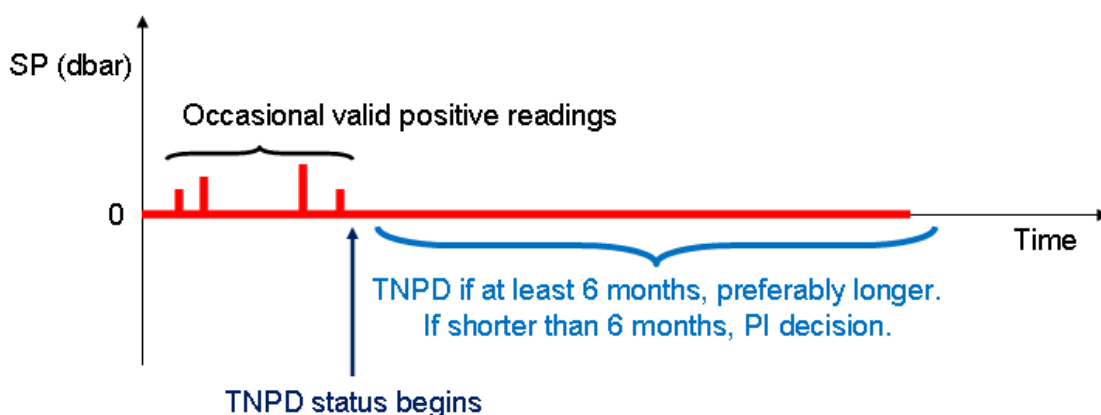 SP (dbar)
Occasional valid positive readings
0
Time
TNPD if at least 6 months, preferably longer.
If shorter than 6 months, PI decision.
TNPD status begins